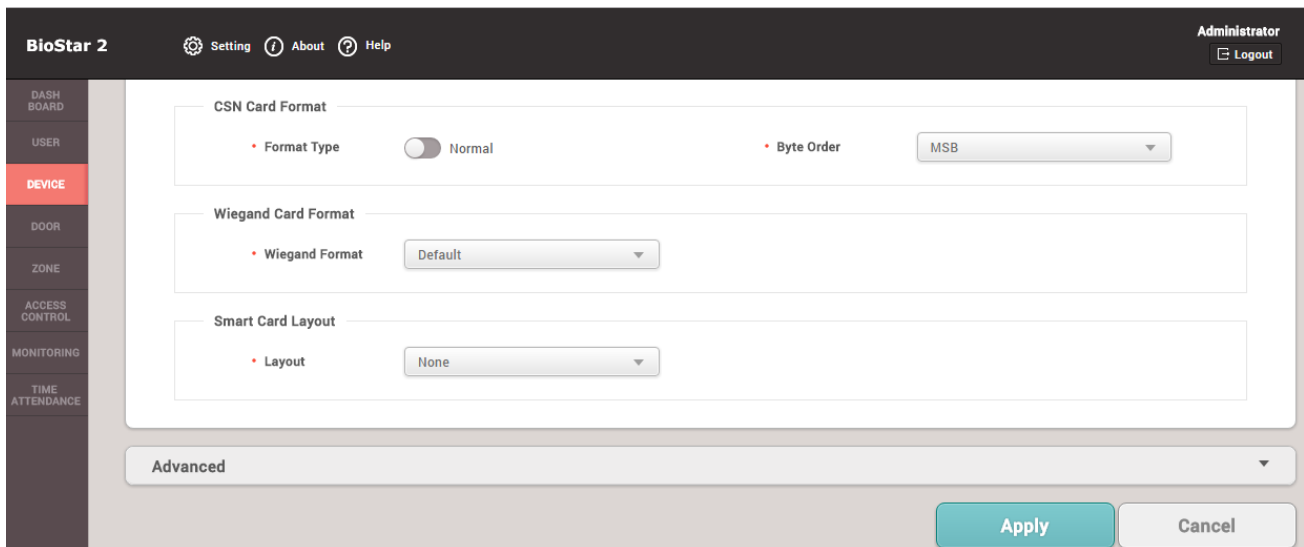 BioStar 2
Setting About Help
Administrator
Logout
DASH
BOARD
USER
DEVICE
DOOR
ZONE
ACCESS
CONTROL
MONITORING
TIME
ATTENDANCE
CSN Card Format
Format Type Normal Byte Order MSB
Wiegand Card Format
Wiegand Format Default
Smart Card Layout
Layout None
Advanced
Apply Cancel